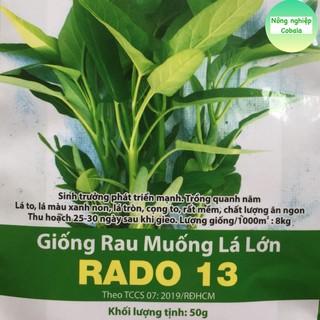 Nông nghiệp
Cobala
Sinh trưởng phát triển mạnh. Trồng quanh năm
Lá to, lá màu xanh non, lá tròn, cọng to, rất mềm, chất lượng ăn ngon
Thu hoạch 25-30 ngày sau khi gieo. Lượng giống/1000m² : 8kg
Giống Rau Muống Lá Lớn
RADO 13
Theo TCCS 07: 2019/RĐHCM
Khối lượng tịnh: 50g